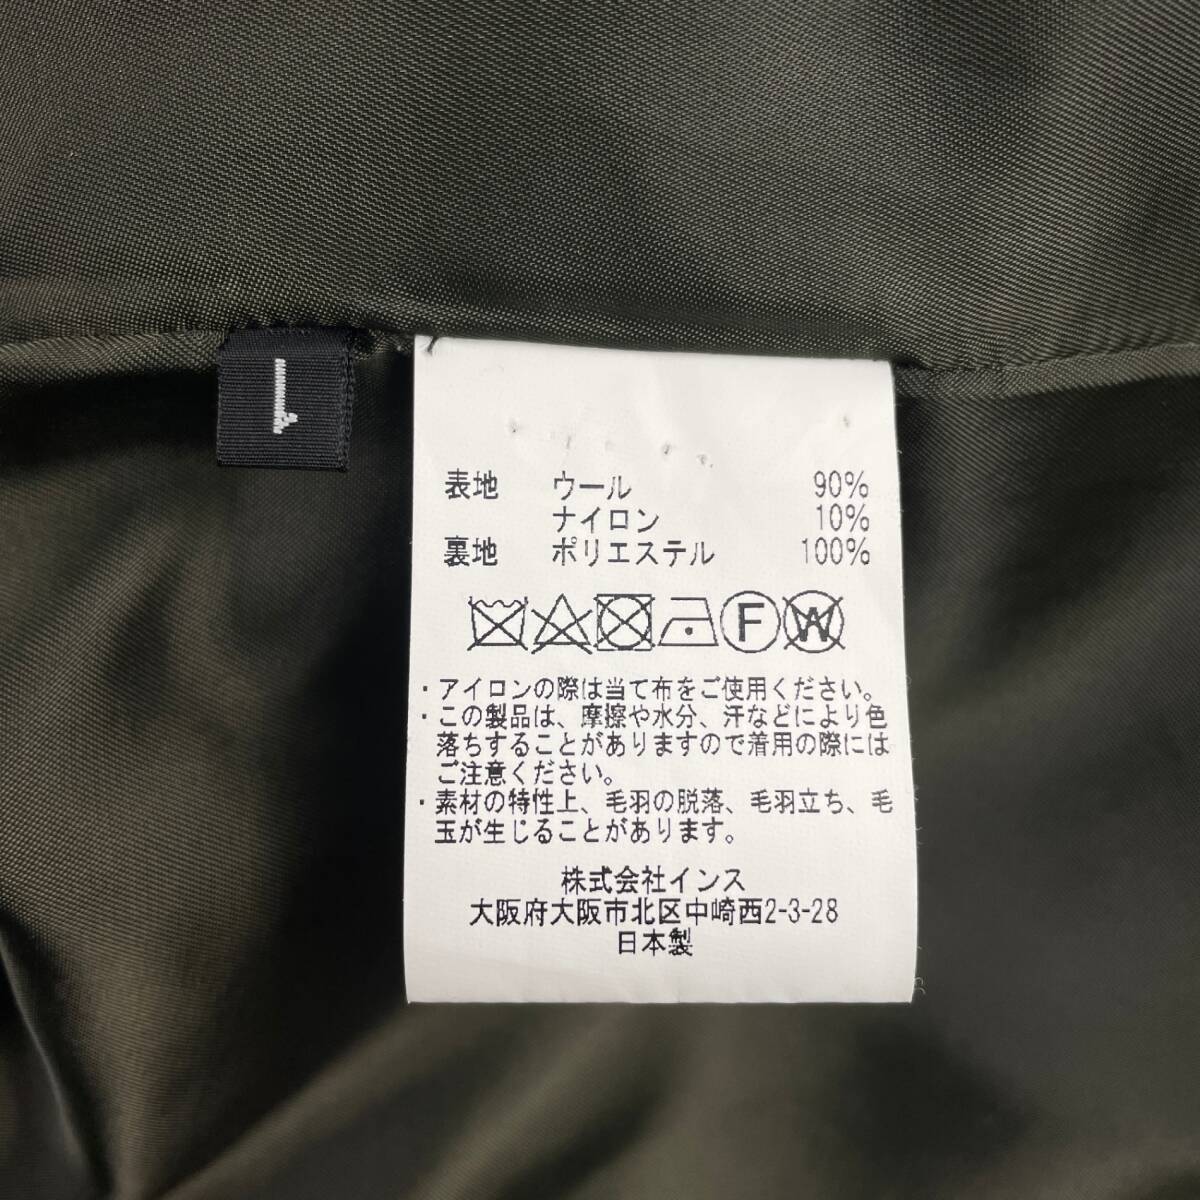 1
表地 ウール 90%
ナイロン 10%
裏地 ポリエステル 100%
F W
・アイロンの際は当て布をご使用ください。
・この製品は、摩擦や水分、汗などにより色
落ちすることがありますので着用の際には
ご注意ください。
・素材の特性上、毛羽の脱落、毛羽立ち、毛
玉が生じることがあります。
株式会社インス
大阪府大阪市北区中崎西2-3-28
日本製